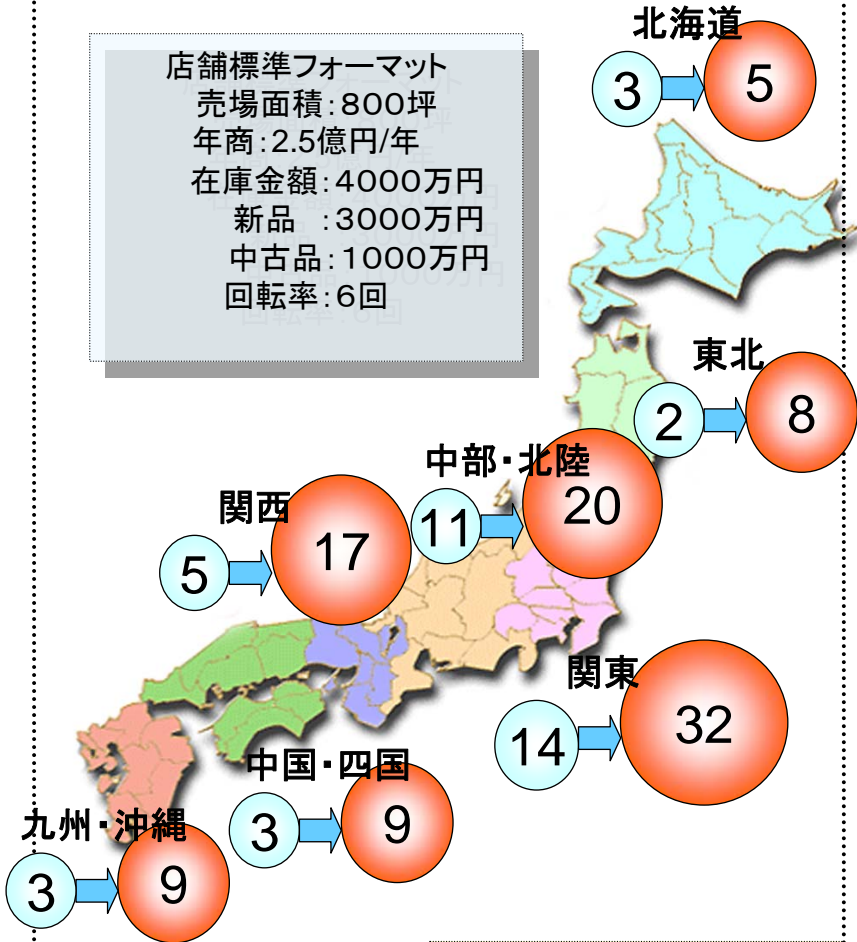 北海道
3
5
店舗標準フォーマット
売場面積：８００坪
年商：2.5億円/年
在庫金額：４０００万円
新品　：３０００万円
中古品：１０００万円
回転率：６回
東北
2
8
中部・北陸
11
20
関西
5
17
関東
14
32
中国・四国
3
9
九州・沖縄
3
9